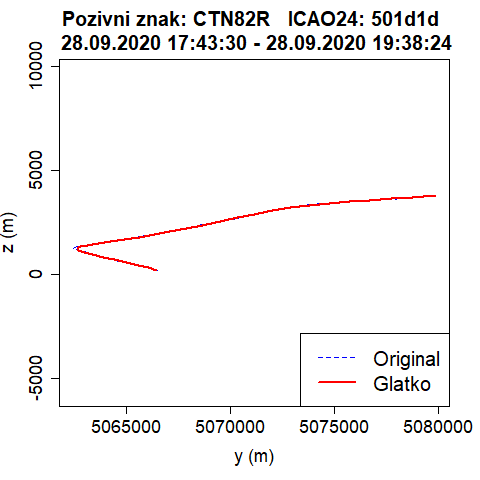 Pozivni znak: CTN82R   ICAO24: 501d1d
28.09.2020 17:43:30 - 28.09.2020 19:38:24
z (m)
10000
5000
0
-5000
Original
Glatko
5065000 5070000 5075000 5080000
y (m)